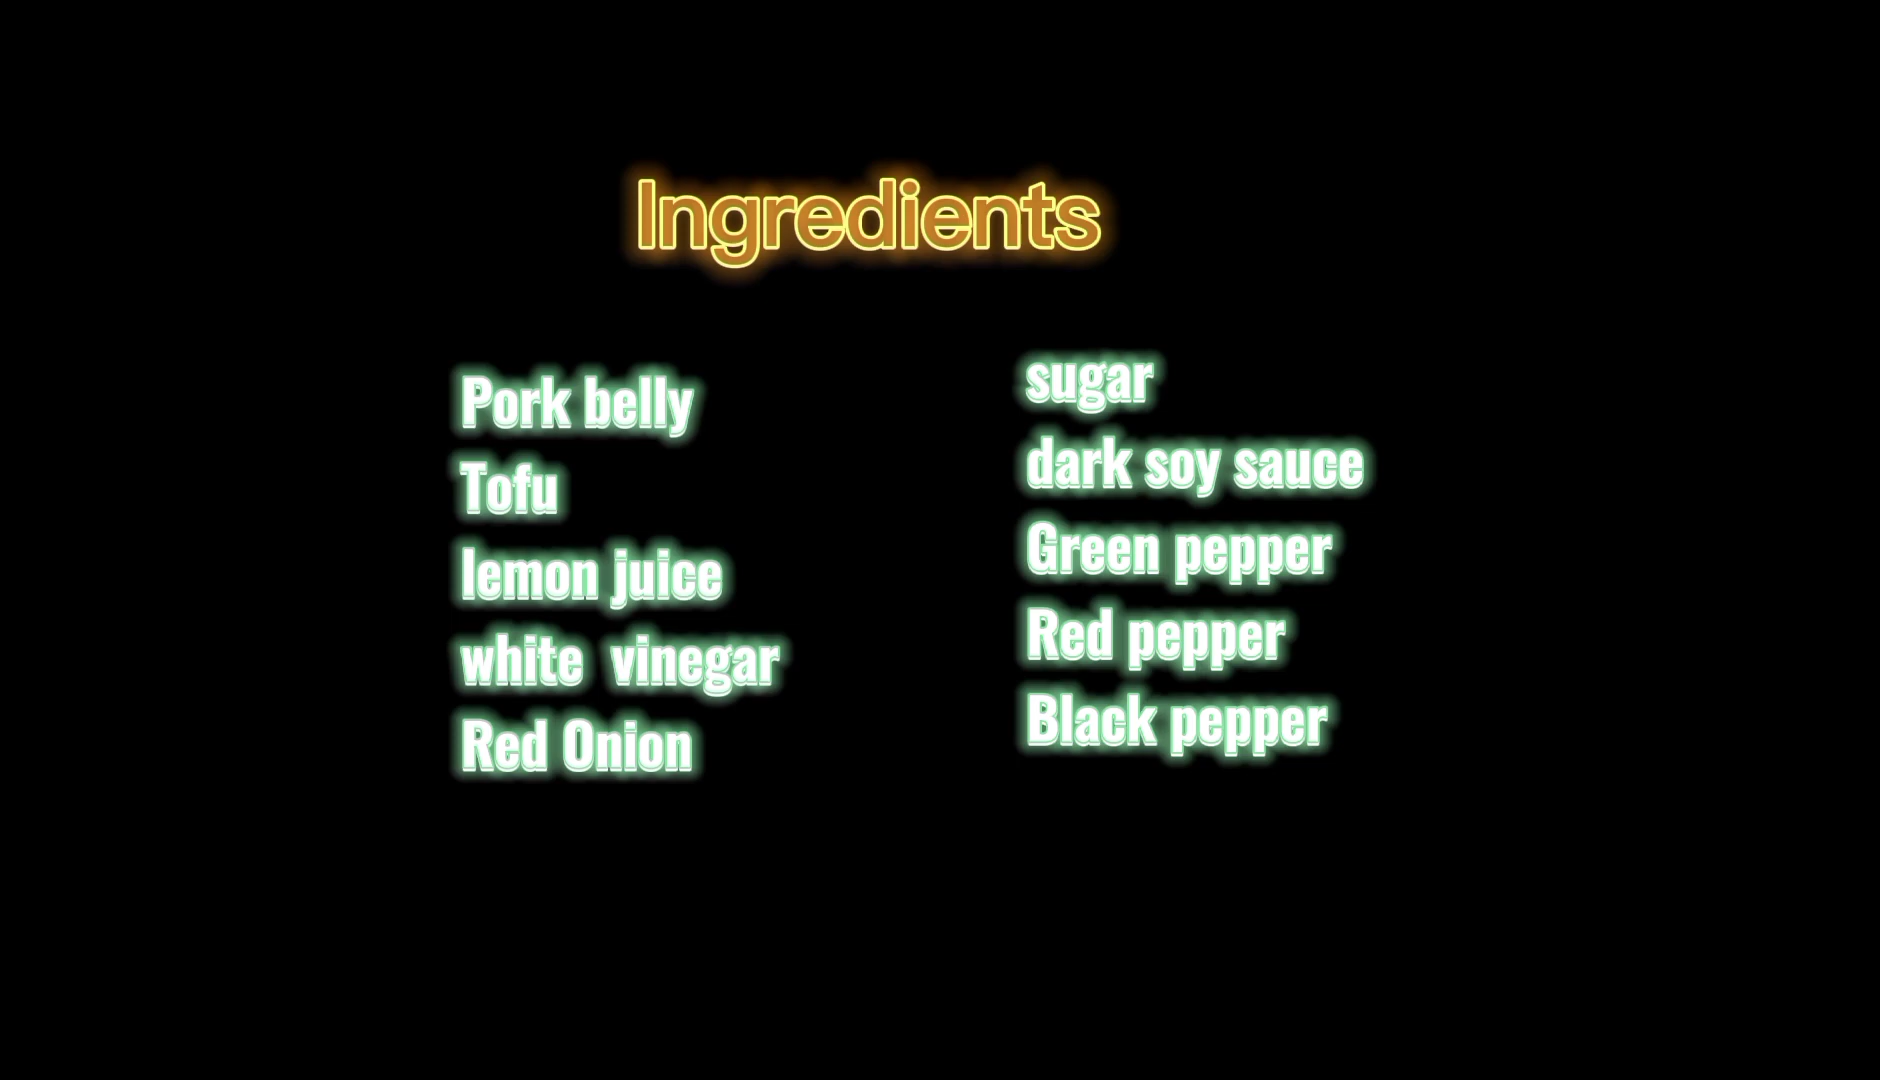 Ingredients
Pork belly
Tofu
lemon juice
white  vinegar
Red Onion
sugar
dark soy sauce
Green pepper
Red pepper
Black pepper